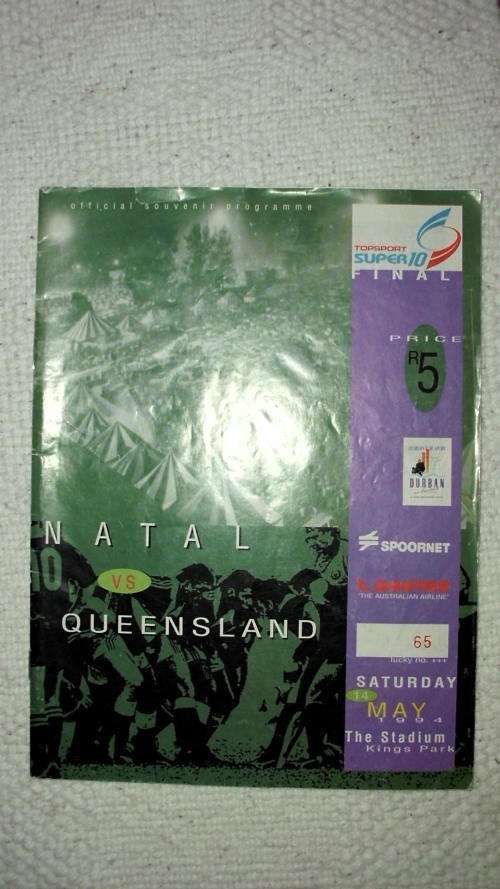 official souvenir programme
TOPSPORT
SUPER10
FINAL
PRICE
R5
DURBAN
SPOORNET
"THE AUSTRALIAN AIRLINE"
NATAL
10
VS
QUEENSLAND
65
lucky no.
SATURDAY
14
MAY
1994
The Stadium
Kings Park